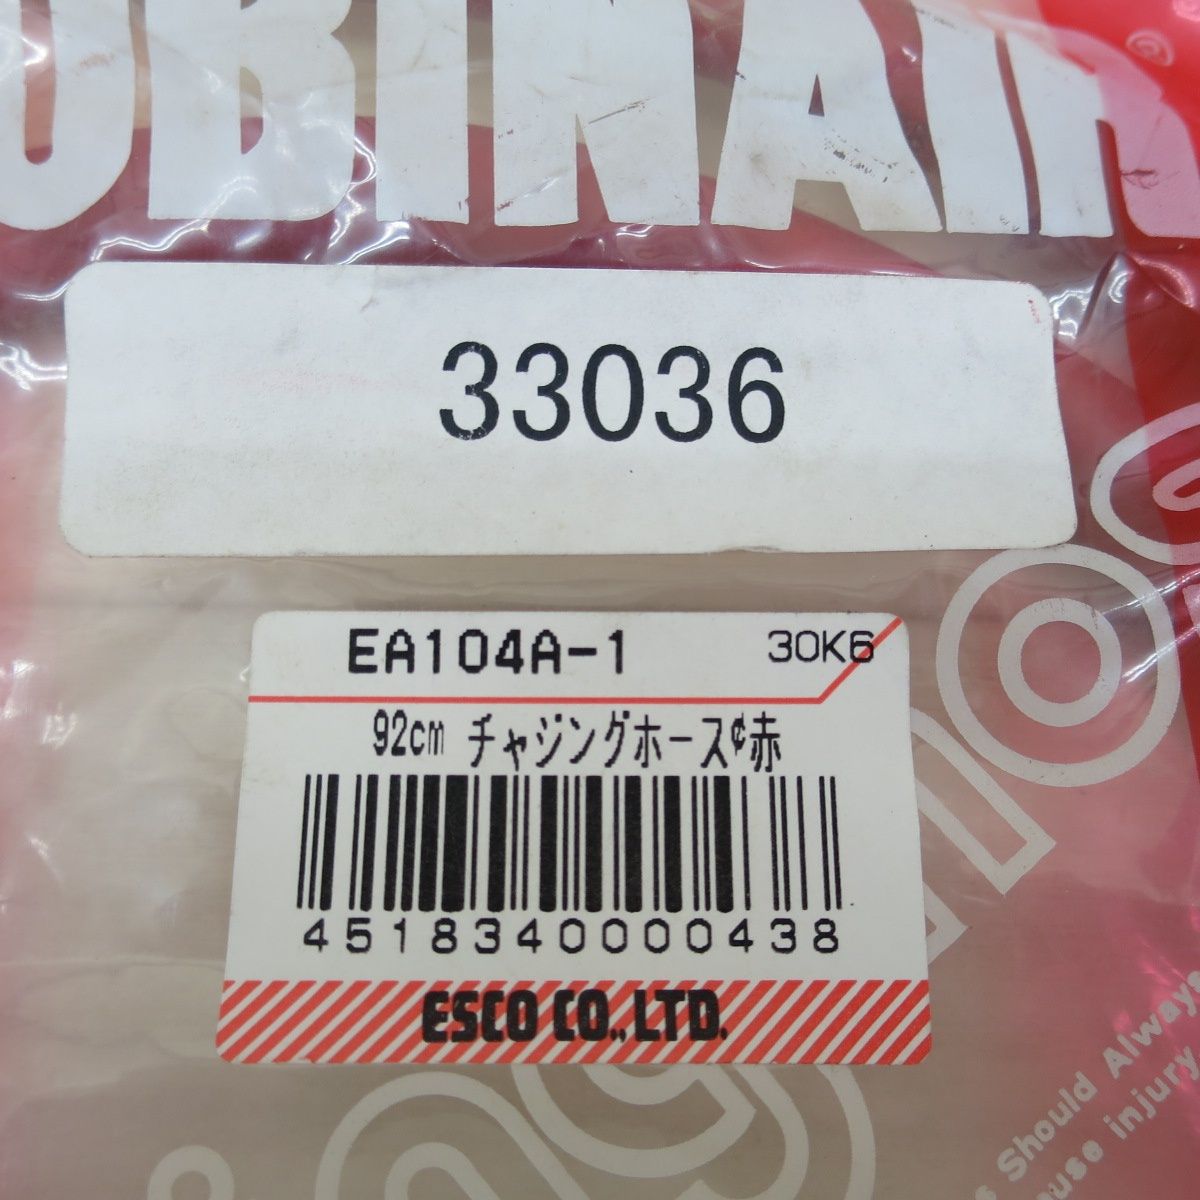 OBINAIR
®
33036
EA104A-1 30K6
92cm チャジングホース¢赤
4518340000438
ESCO CO.,LTD.
Should Always
use injury